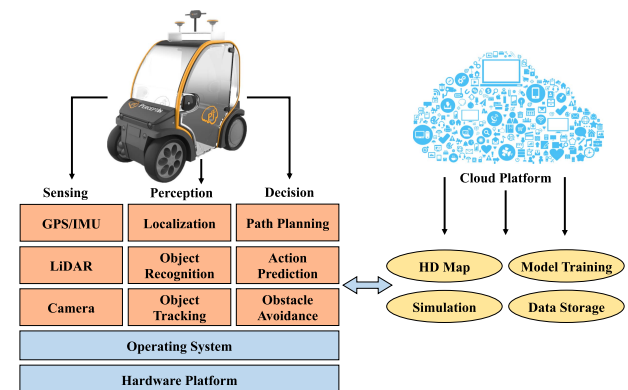 Sensing
Perception
Decision
GPS/IMU
Localization
Path Planning
LiDAR
Object
Recognition
Action
Prediction
Camera
Object
Tracking
Obstacle
Avoidance
Operating System
Hardware Platform
Cloud Platform
HD Map
Model Training
Simulation
Data Storage